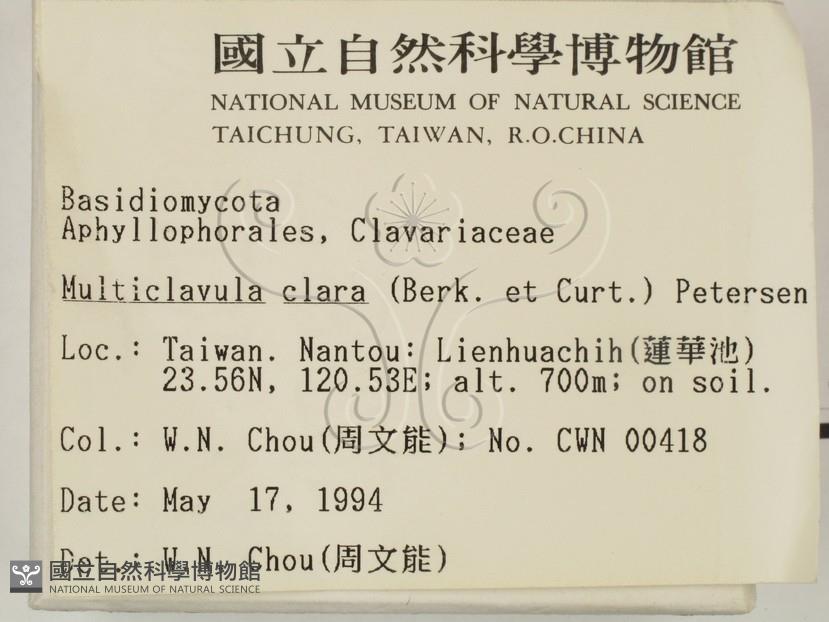 國立自然科學博物館
NATIONAL MUSEUM OF NATURAL SCIENCE
TAICHUNG, TAIWAN, R.O.CHINA
Basidiomycota
Aphyllophorales, Clavariaceae
Multiclavula clara (Berk. et Curt.) Petersen
Loc.: Taiwan. Nantou: Lienhuachih(蓮華池)
23.56N, 120.53E; alt. 700m; on soil.
Col.: W.N. Chou(周文能); No. CWN 00418
Date: May 17, 1994
Det.: W.N. Chou(周文能)
國立自然科學博物館
NATIONAL MUSEUM OF NATURAL SCIENCE